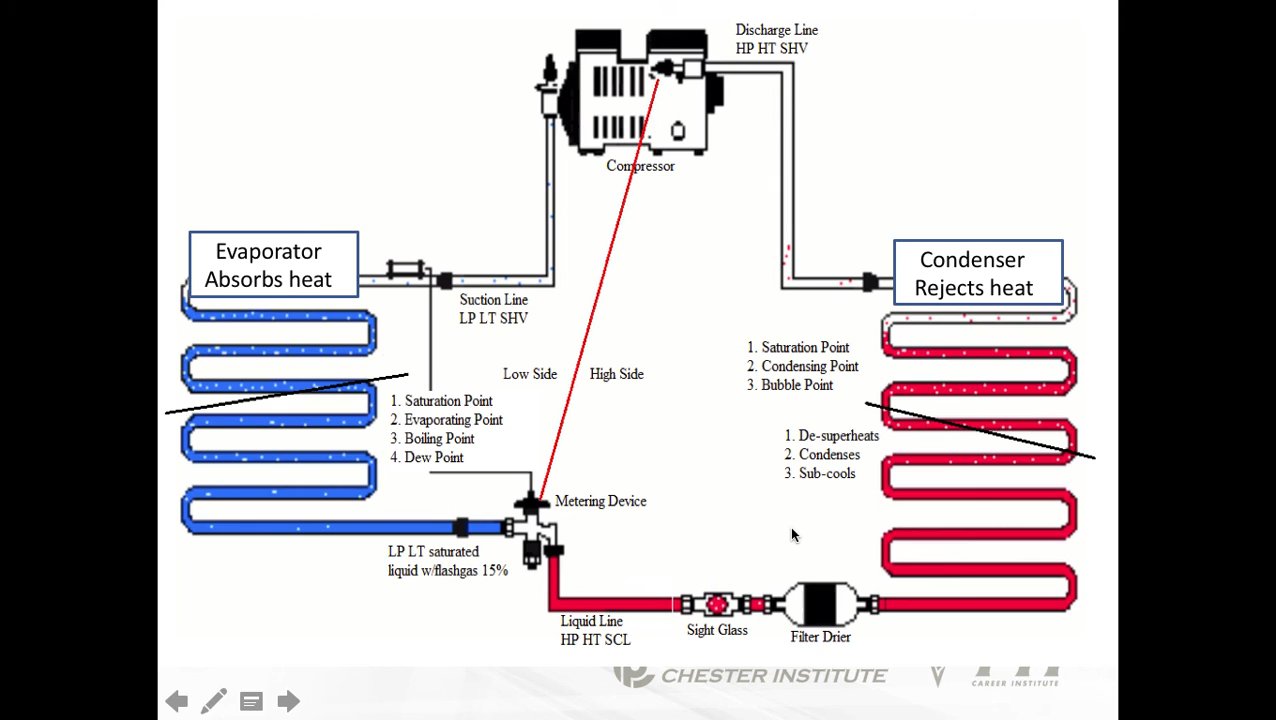 Discharge Line
HP HT SHV
Compressor
Evaporator
Absorbs heat
Condenser
Rejects heat
Suction Line
LP LT SHV
Low Side
High Side
1. Saturation Point
2. Condensing Point
3. Bubble Point
1. Saturation Point
2. Evaporating Point
3. Boiling Point
4. Dew Point
1. De-superheats
2. Condenses
3. Sub-cools
Metering Device
LP LT saturated
liquid w/flashgas 15%
Liquid Line
HP HT SCL
Sight Glass
Filter Drier
CHESTER INSTITUTE
CAREER INSTITUTE